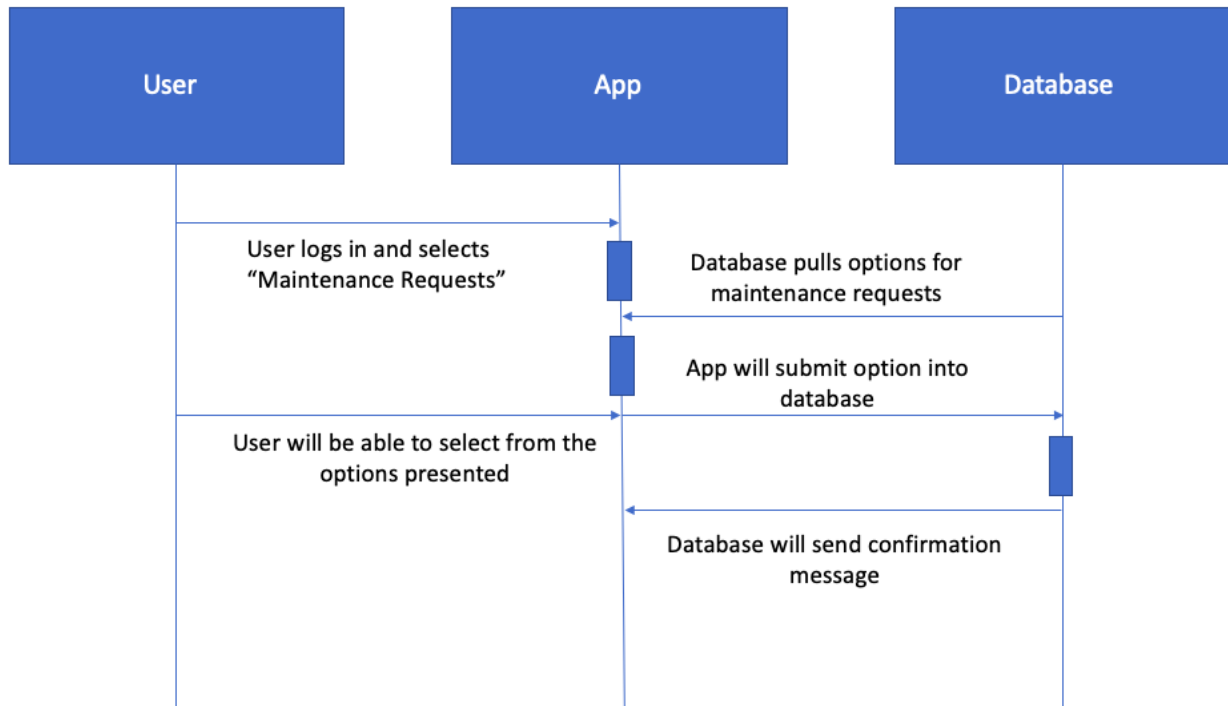 User
App
Database
User logs in and selects
“Maintenance Requests”
Database pulls options for
maintenance requests
App will submit option into
database
User will be able to select from the
options presented
Database will send confirmation
message